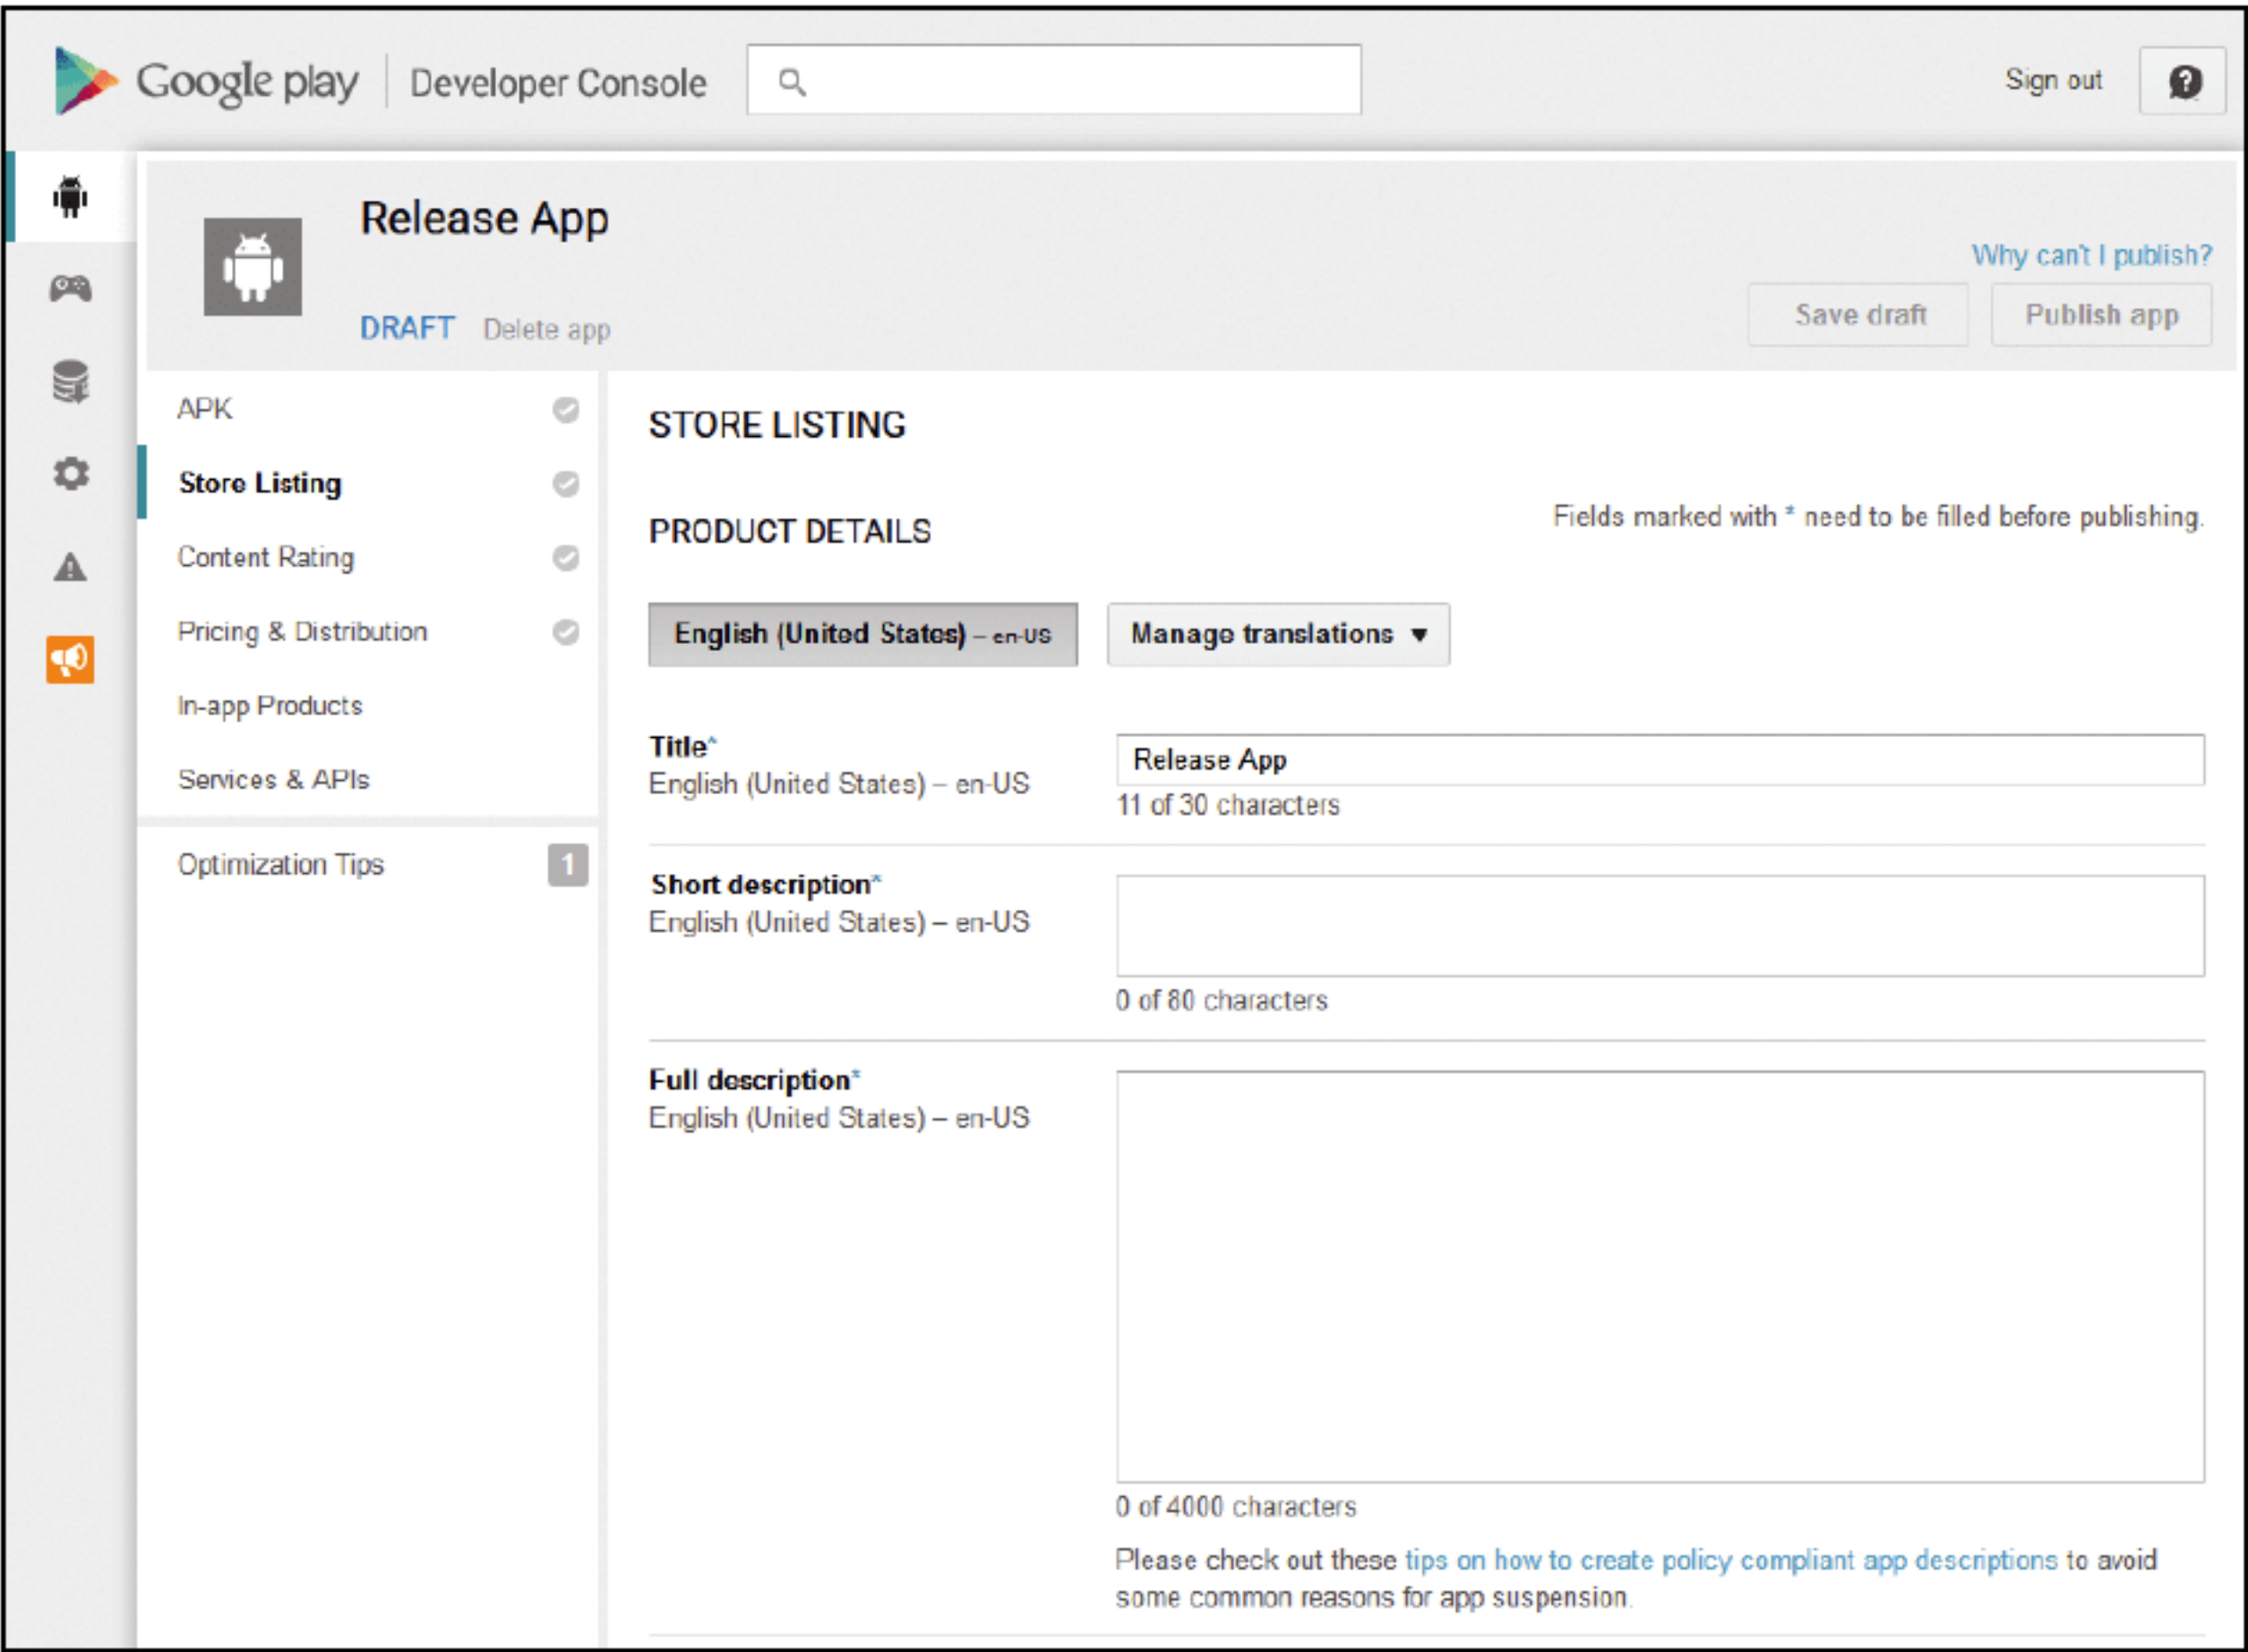 Google play Developer Console
Sign out
Release App
Why can't I publish?
DRAFT Delete app
Save draft Publish app
APK
Store Listing
Content Rating
Pricing & Distribution
In-app Products
Services & APIs
Optimization Tips 1
STORE LISTING
PRODUCT DETAILS
Fields marked with * need to be filled before publishing.
English (United States) – en-US
Manage translations
Title*
English (United States) – en-US
Release App
11 of 30 characters
Short description*
English (United States) – en-US
0 of 80 characters
Full description*
English (United States) – en-US
0 of 4000 characters
Please check out these tips on how to create policy compliant app descriptions to avoid
some common reasons for app suspension.